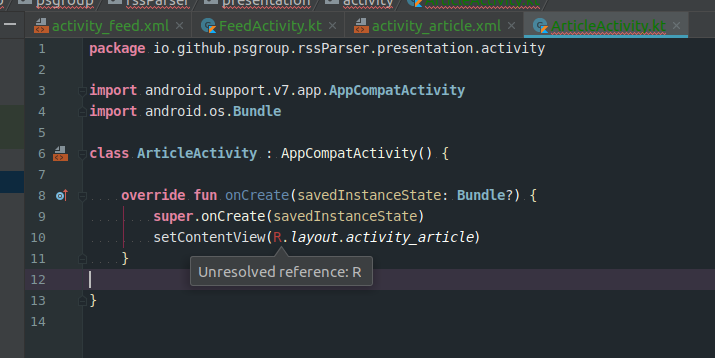 psgroup rssParser presentation activity
activity_feed.xml FeedActivity.kt activity_article.xml ArticleActivity.kt
1 package io.github.psgroup.rssParser.presentation.activity
2
3 import android.support.v7.app.AppCompatActivity
4 import android.os.Bundle
5
6 class ArticleActivity : AppCompatActivity() {
7
8 override fun onCreate(savedInstanceState: Bundle?) {
9 super.onCreate(savedInstanceState)
10 setContentView(R.layout.activity_article)
11 }
Unresolved reference: R
12
13 }
14